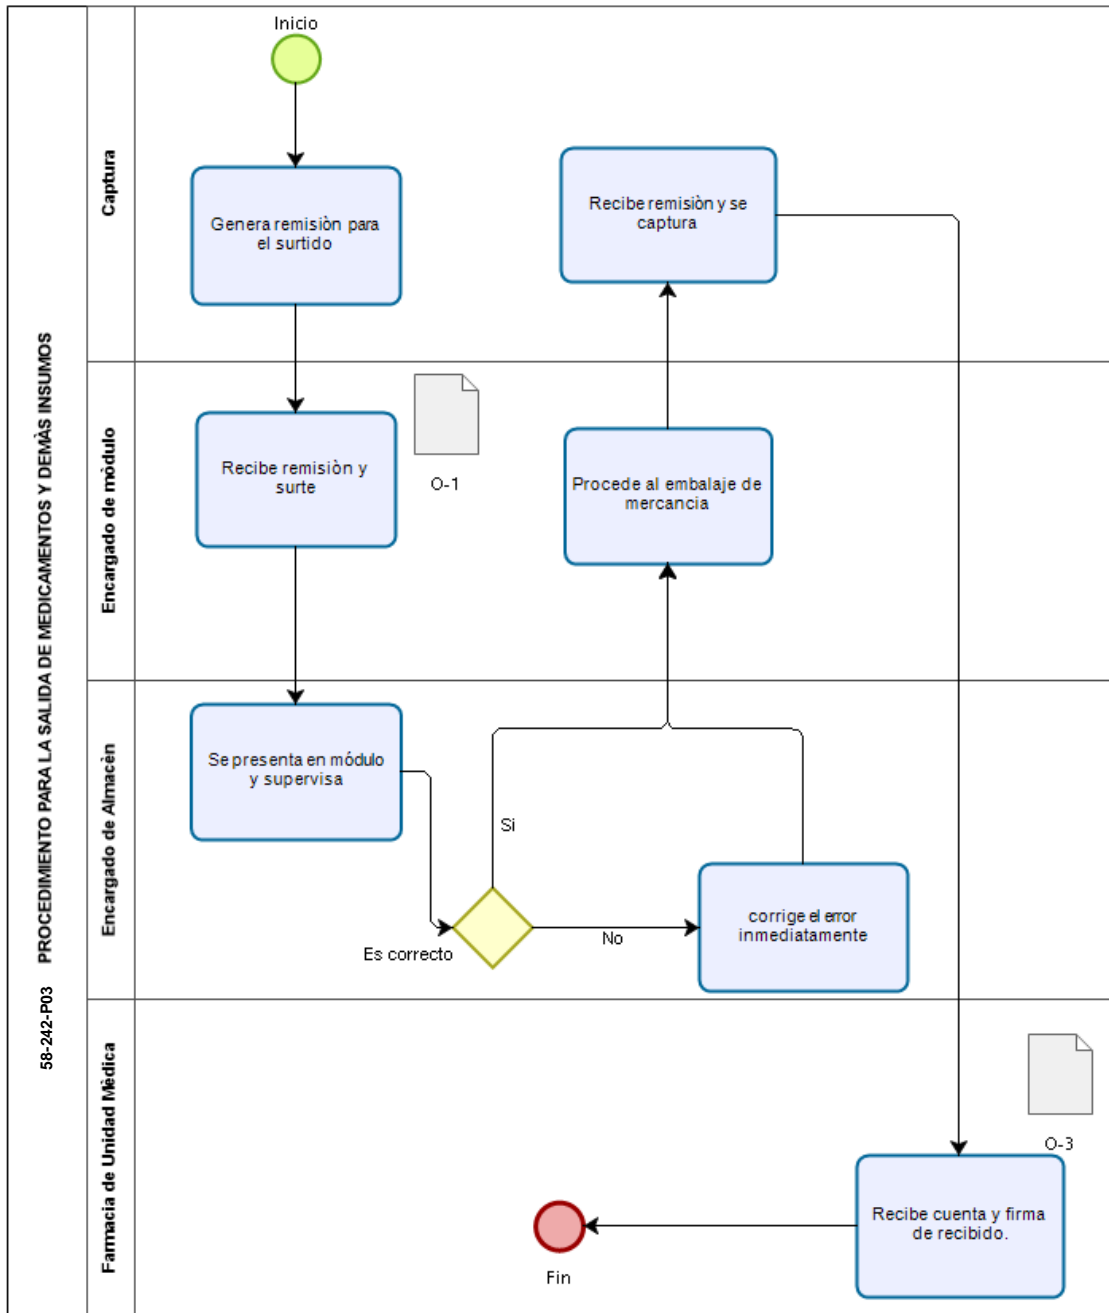 58-242-P03 PROCEDIMIENTO PARA LA SALIDA DE MEDICAMENTOS Y DEMÀS INSUMOS
Captura
Inicio
Genera remisiòn para
el surtido
Recibe remisiòn y se
captura
Encargado de mòdulo
Recibe remisiòn y
surte
O-1
Procede al embalaje de
mercancia
Encargado de Almacèn
Se presenta en módulo
y supervisa
Si
Es correcto
No
corrige el error
inmediatamente
Farmacia de Unidad Mèdica
O-3
Recibe cuenta y firma
de recibido.
Fin